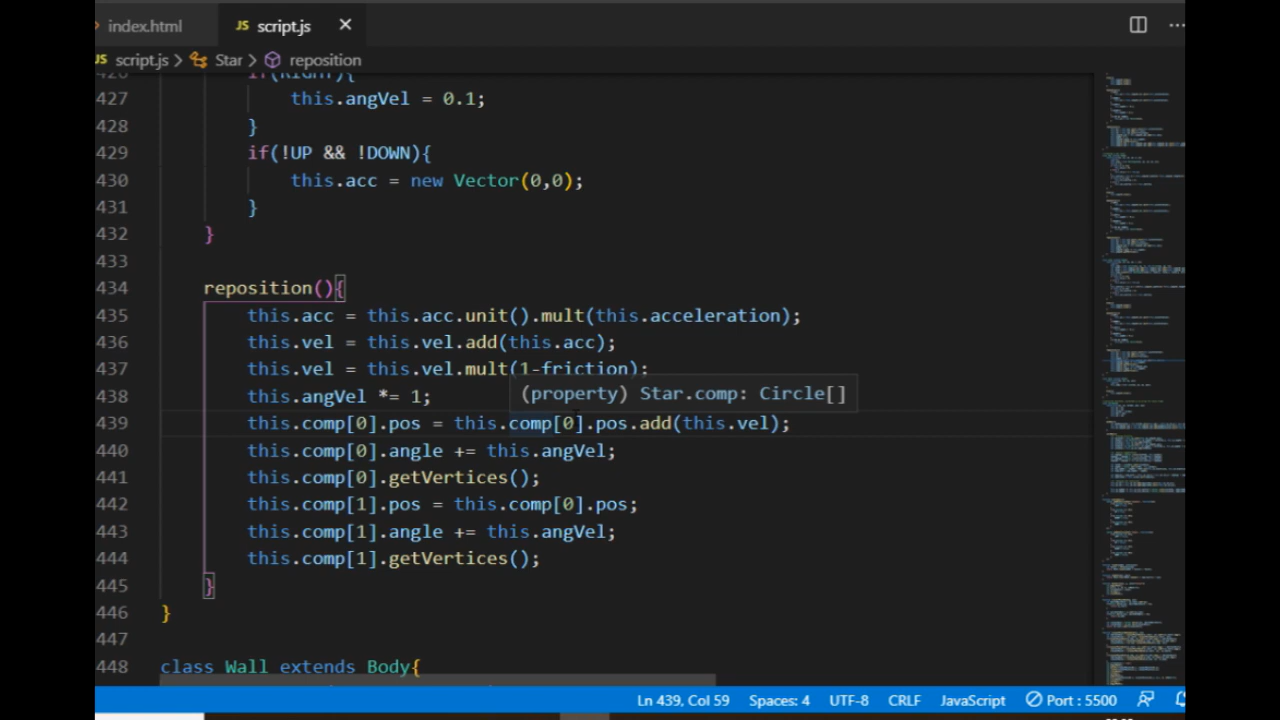 index.html JS script.js ×
JS script.js > Star > reposition
426 if(RIGHT){
427 this.angVel = 0.1;
428 }
429 if(!UP && !DOWN){
430 this.acc = new Vector(0,0);
431 }
432 }
433
434 reposition(){
435 this.acc = this.acc.unit().mult(this.acceleration);
436 this.vel = this.vel.add(this.acc);
437 this.vel = this.vel.mult(1-friction);
438 this.angVel *= 1;
(property) Star.comp: Circle[]
439 this.comp[0].pos = this.comp[0].pos.add(this.vel);
440 this.comp[0].angle += this.angVel;
441 this.comp[0].getVertices();
442 this.comp[1].pos = this.comp[0].pos;
443 this.comp[1].angle += this.angVel;
444 this.comp[1].getVertices();
445 }
446 }
447
448 class Wall extends Body{
Ln 439, Col 59 Spaces: 4 UTF-8 CRLF JavaScript Port : 5500